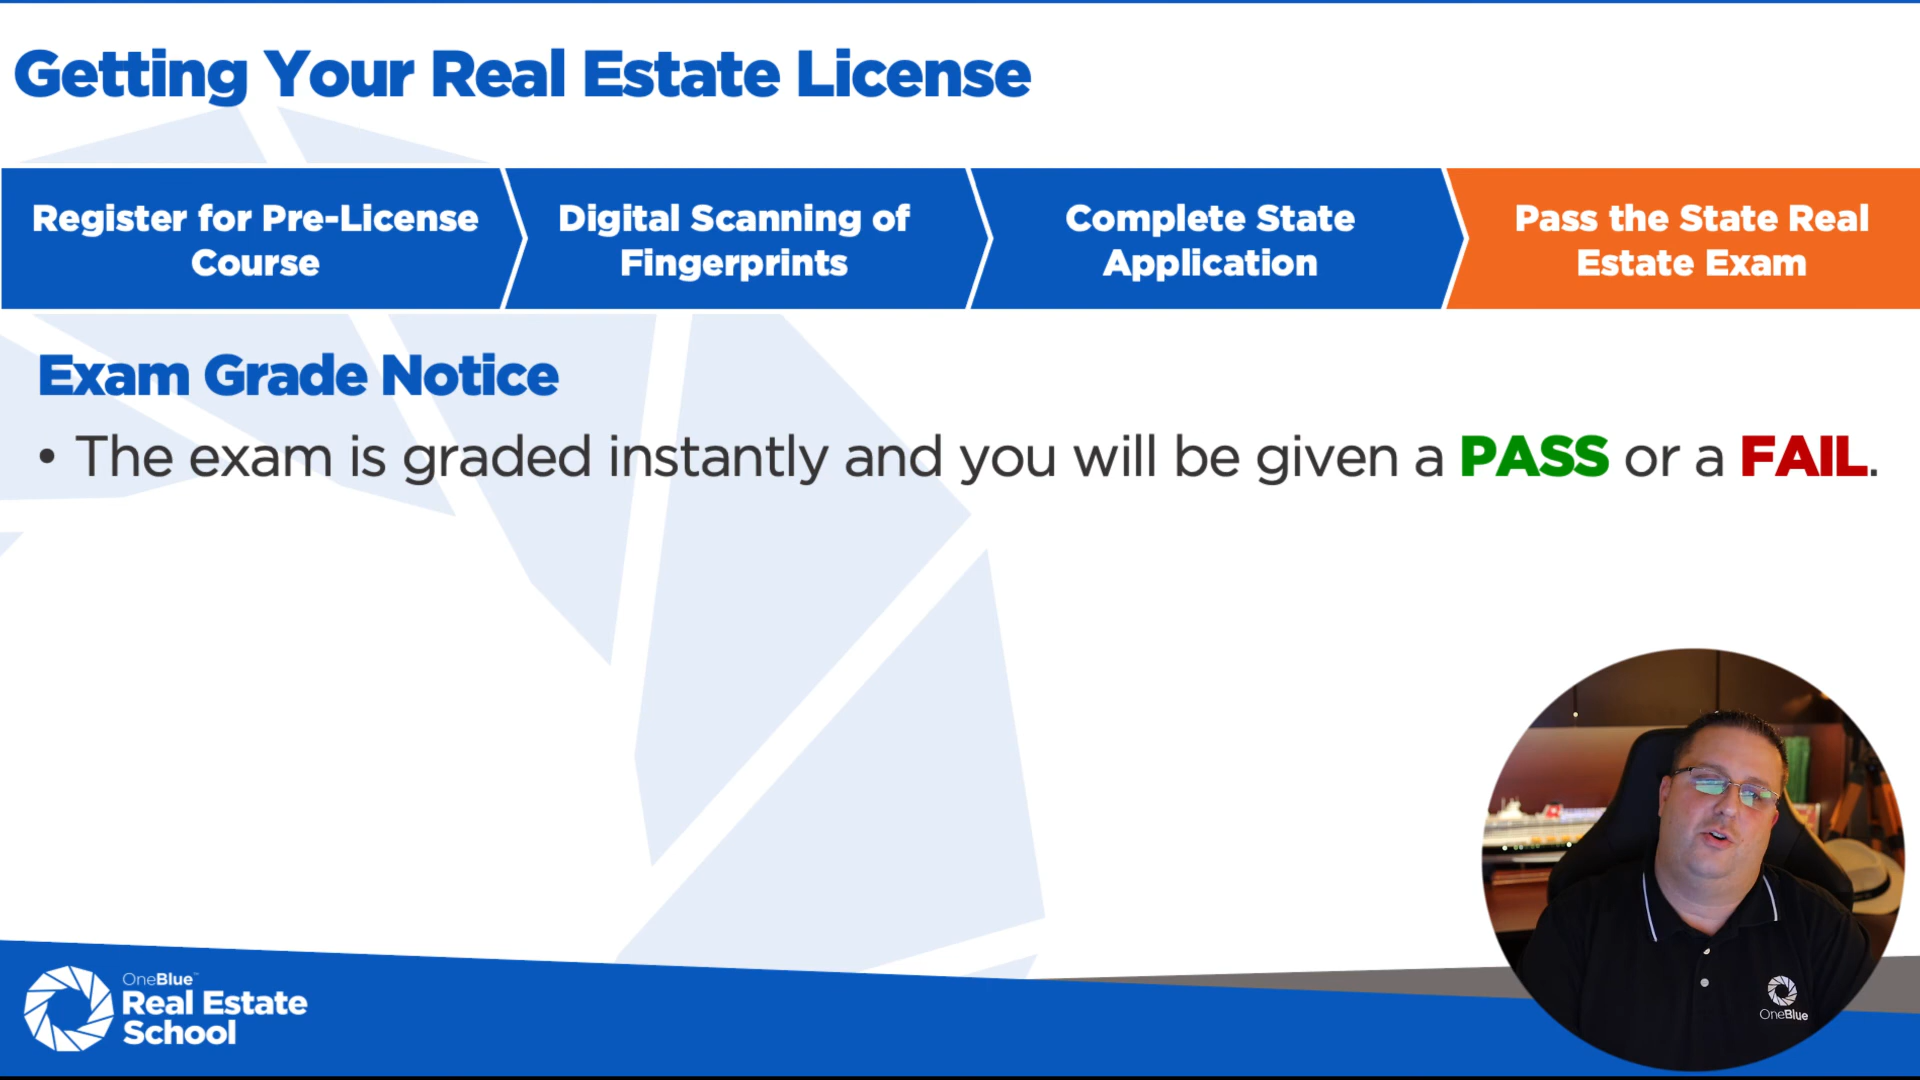 Getting Your Real Estate License
Register for Pre-License
Course
Digital Scanning of
Fingerprints
Complete State
Application
Pass the State Real
Estate Exam
Exam Grade Notice
• The exam is graded instantly and you will be given a PASS or a FAIL.
OneBlue™
Real Estate
School
OneBlue